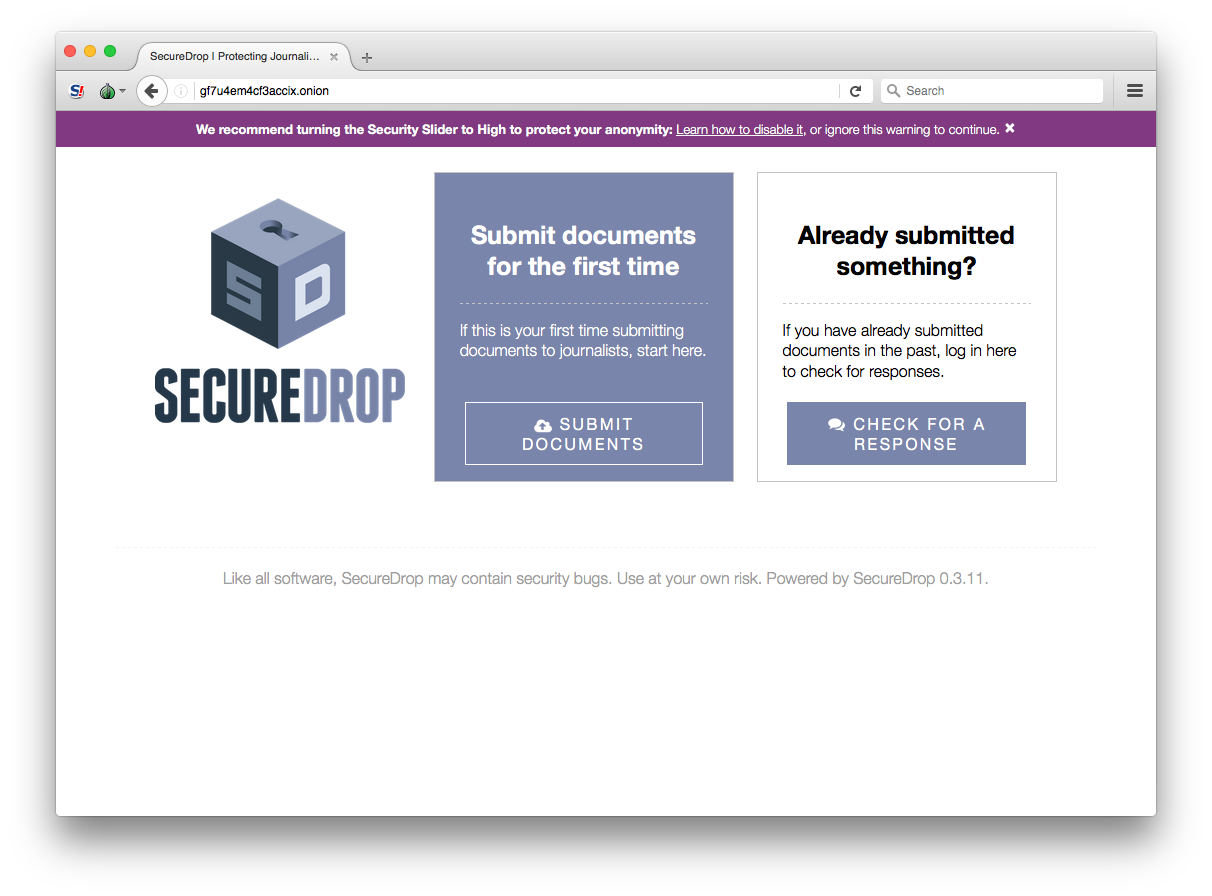 SecureDrop | Protecting Journali...
S!
gf7u4em4cf3accix.onion
Search
We recommend turning the Security Slider to High to protect your anonymity: Learn how to disable it, or ignore this warning to continue.
S D
SECUREDROP
Submit documents
for the first time
If this is your first time submitting
documents to journalists, start here.
SUBMIT
DOCUMENTS
Already submitted
something?
If you have already submitted
documents in the past, log in here
to check for responses.
CHECK FOR A
RESPONSE
Like all software, SecureDrop may contain security bugs. Use at your own risk. Powered by SecureDrop 0.3.11.